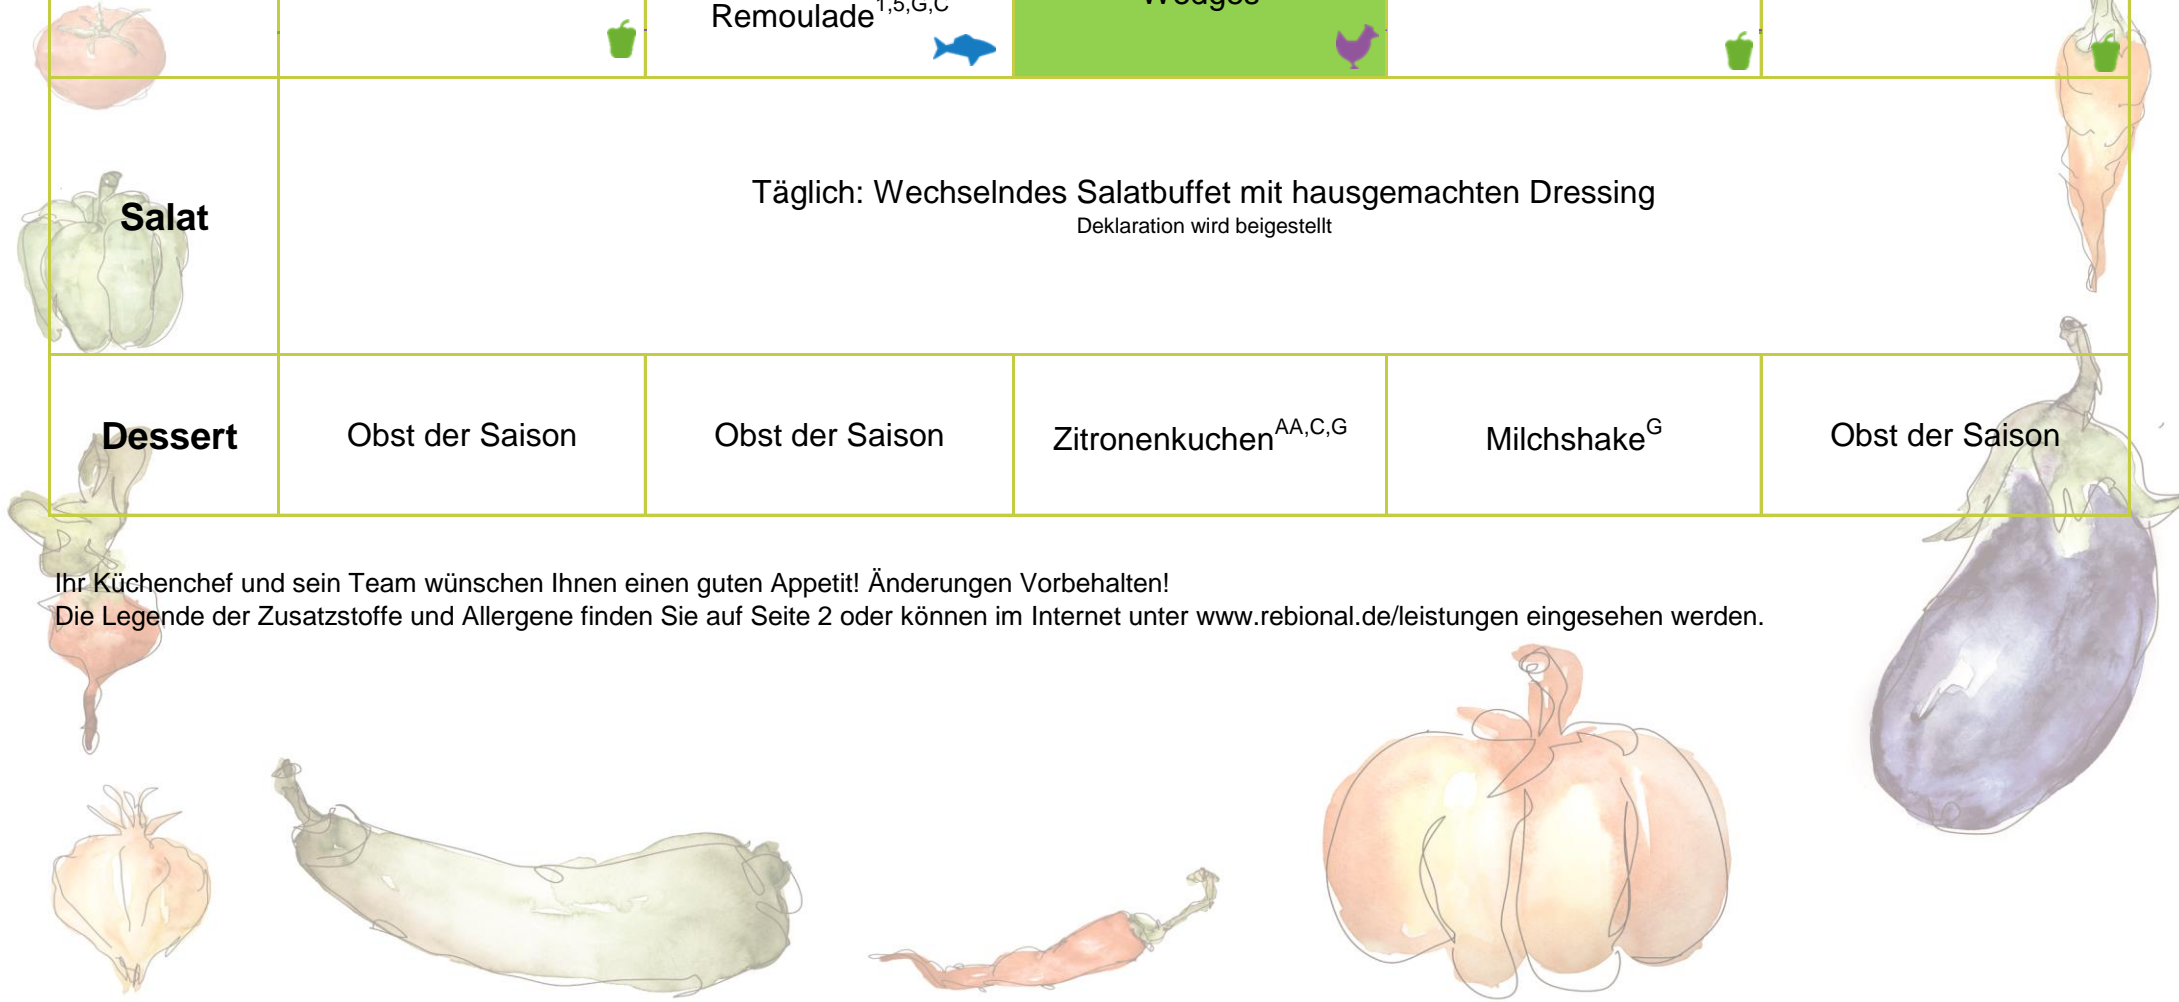 Remoulade1,5,G,C
Wedges
Salat
Täglich: Wechselndes Salatbuffet mit hausgemachten Dressing
Deklaration wird beigestellt
Dessert
Obst der Saison
Obst der Saison
ZitronenkuchenAA,C,G
MilchshakeG
Obst der Saison
Ihr Küchenchef und sein Team wünschen Ihnen einen guten Appetit! Änderungen Vorbehalten!
Die Legende der Zusatzstoffe und Allergene finden Sie auf Seite 2 oder können im Internet unter www.rebional.de/leistungen eingesehen werden.